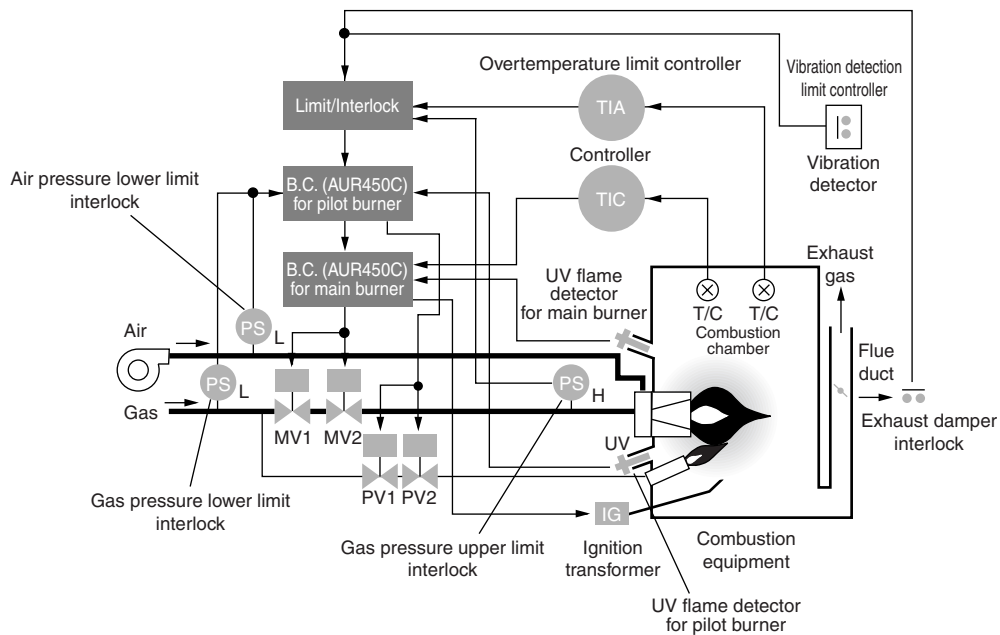 Overtemperature limit controller
Vibration detection
limit controller
Limit/Interlock
TIA
Controller
Vibration
detector
Air pressure lower limit
interlock
B.C. (AUR450C)
for pilot burner
TIC
B.C. (AUR450C)
for main burner
UV flame
detector
for main burner
Exhaust
gas
T/C
T/C
Combustion
chamber
Air
PS
L
Flue
duct
PS
L
PS
H
Gas
MV1
MV2
Exhaust damper
interlock
UV
PV1
PV2
Gas pressure lower limit
interlock
IG
Gas pressure upper limit
interlock
Ignition
transformer
Combustion
equipment
UV flame detector
for pilot burner